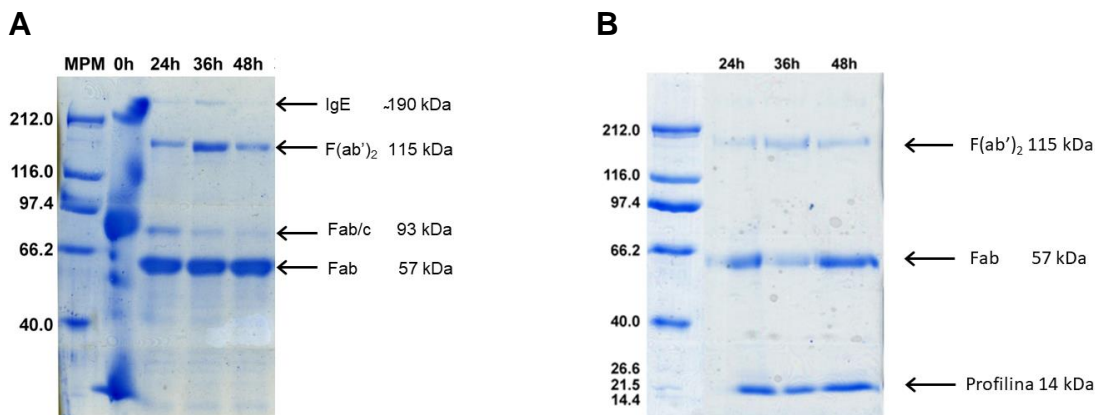 A
MPM 0h 24h 36h 48h
212.0
116.0
97.4
66.2
40.0
IgE ~190 kDa
F(ab')2 115 kDa
Fab/c 93 kDa
Fab 57 kDa
B
24h 36h 48h
212.0
116.0
97.4
66.2
40.0
26.6
21.5
14.4
F(ab')2 115 kDa
Fab 57 kDa
Profilina 14 kDa